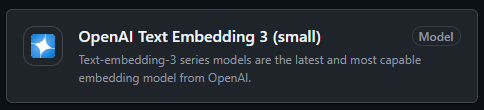 OpenAI Text Embedding 3 (small)
Model
Text-embedding-3 series models are the latest and most capable
embedding model from OpenAI.